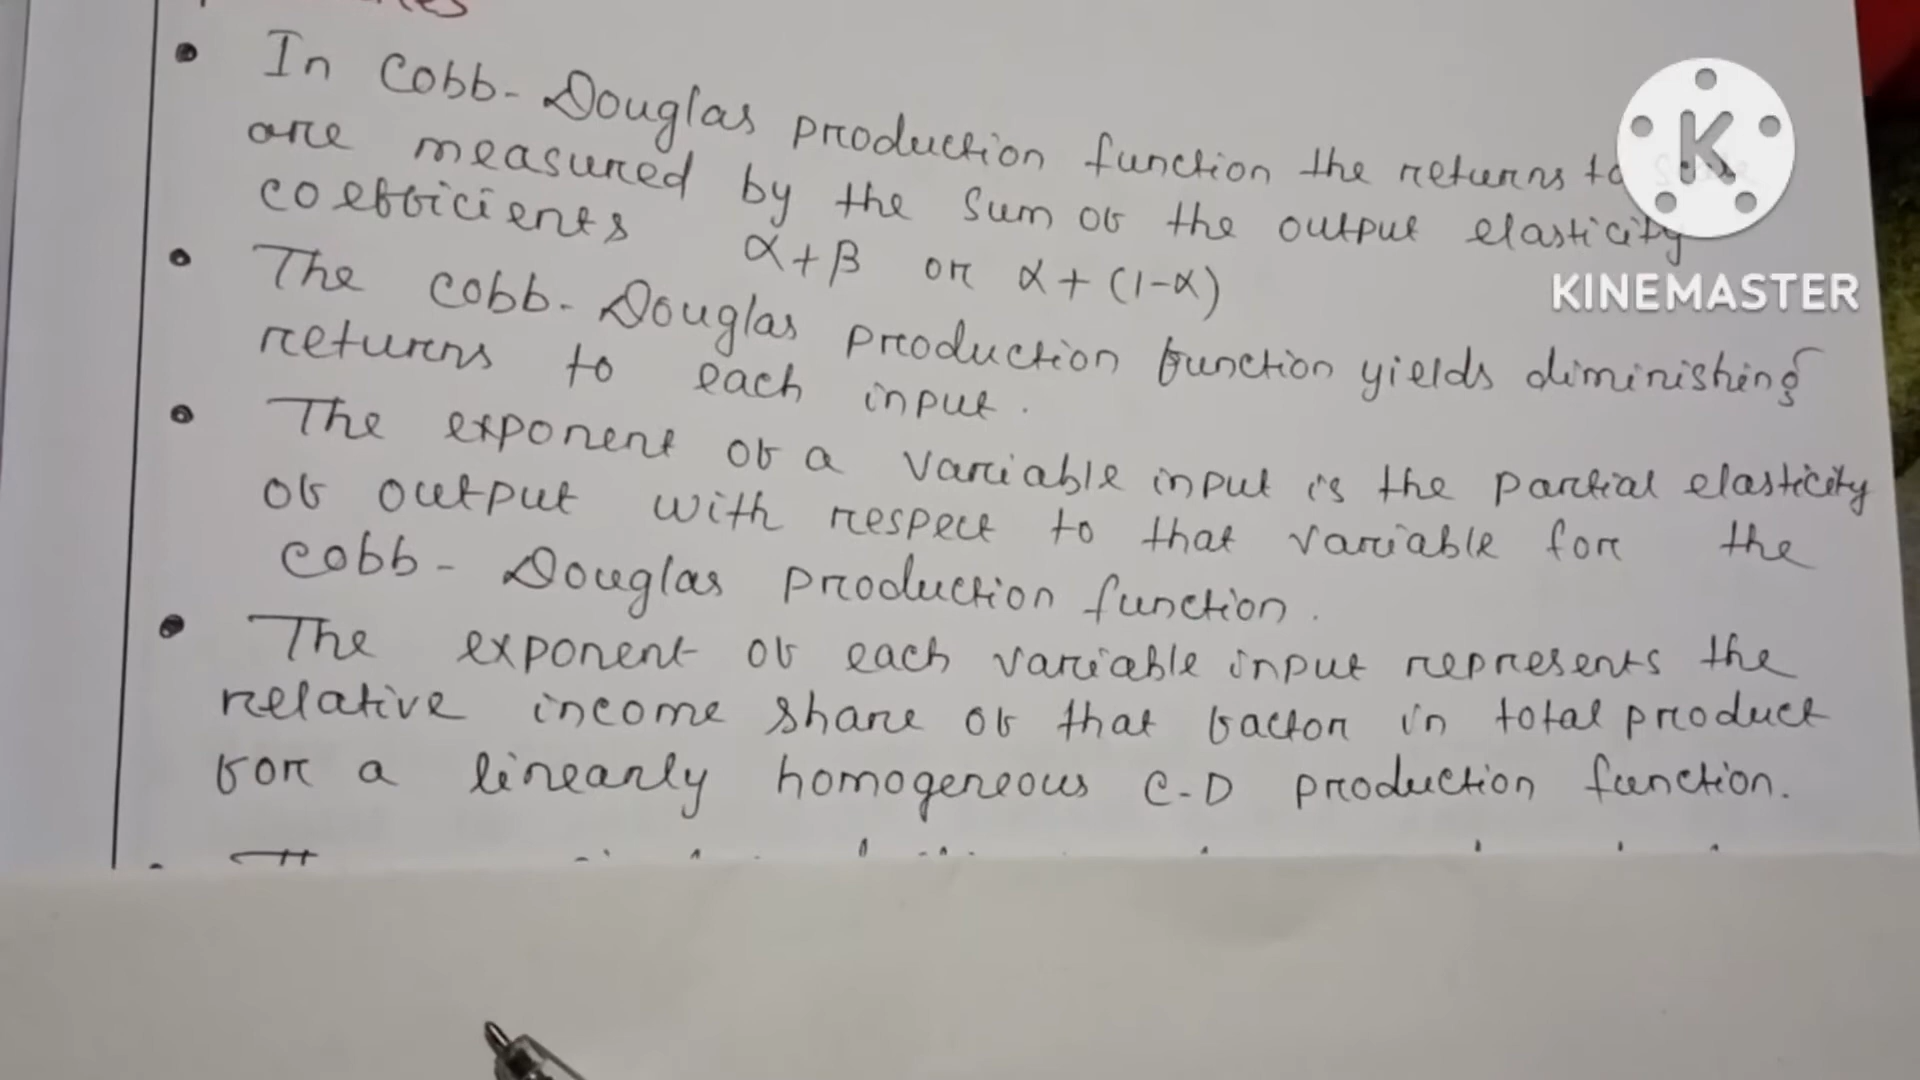 • In Cobb-Douglas production function the returns to
are measured by the sum of the output elasticity
coefficients α+β or α+(1-α)
• The Cobb-Douglas production function yields diminishing
returns to each input.
• The exponent of a variable input is the partial elasticity
of output with respect to that variable for the
Cobb-Douglas production function.
• The exponent of each variable input represents the
relative income share of that factor in total product
for a linearly homogeneous C-D production function.
K
KINEMASTER